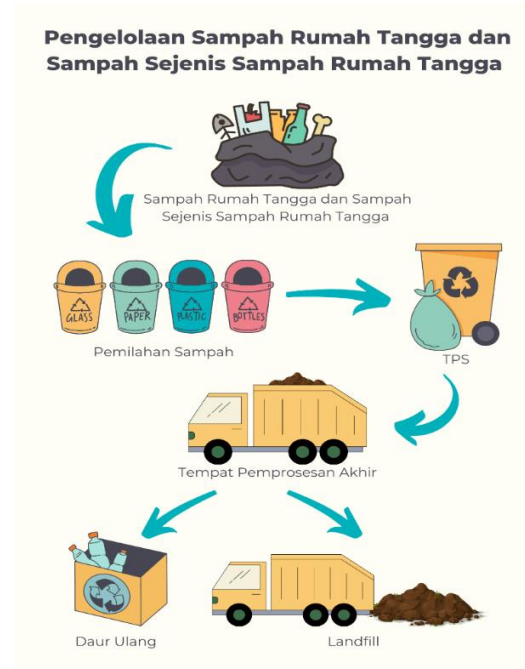 Pengelolaan Sampah Rumah Tangga dan
Sampah Sejenis Sampah Rumah Tangga
Sampah Rumah Tangga dan Sampah
Sejenis Sampah Rumah Tangga
GLASS
PAPER
PLASTIC
BOTTLES
Pemilahan Sampah
TPS
Tempat Pemprosesan Akhir
Daur Ulang
Landfill